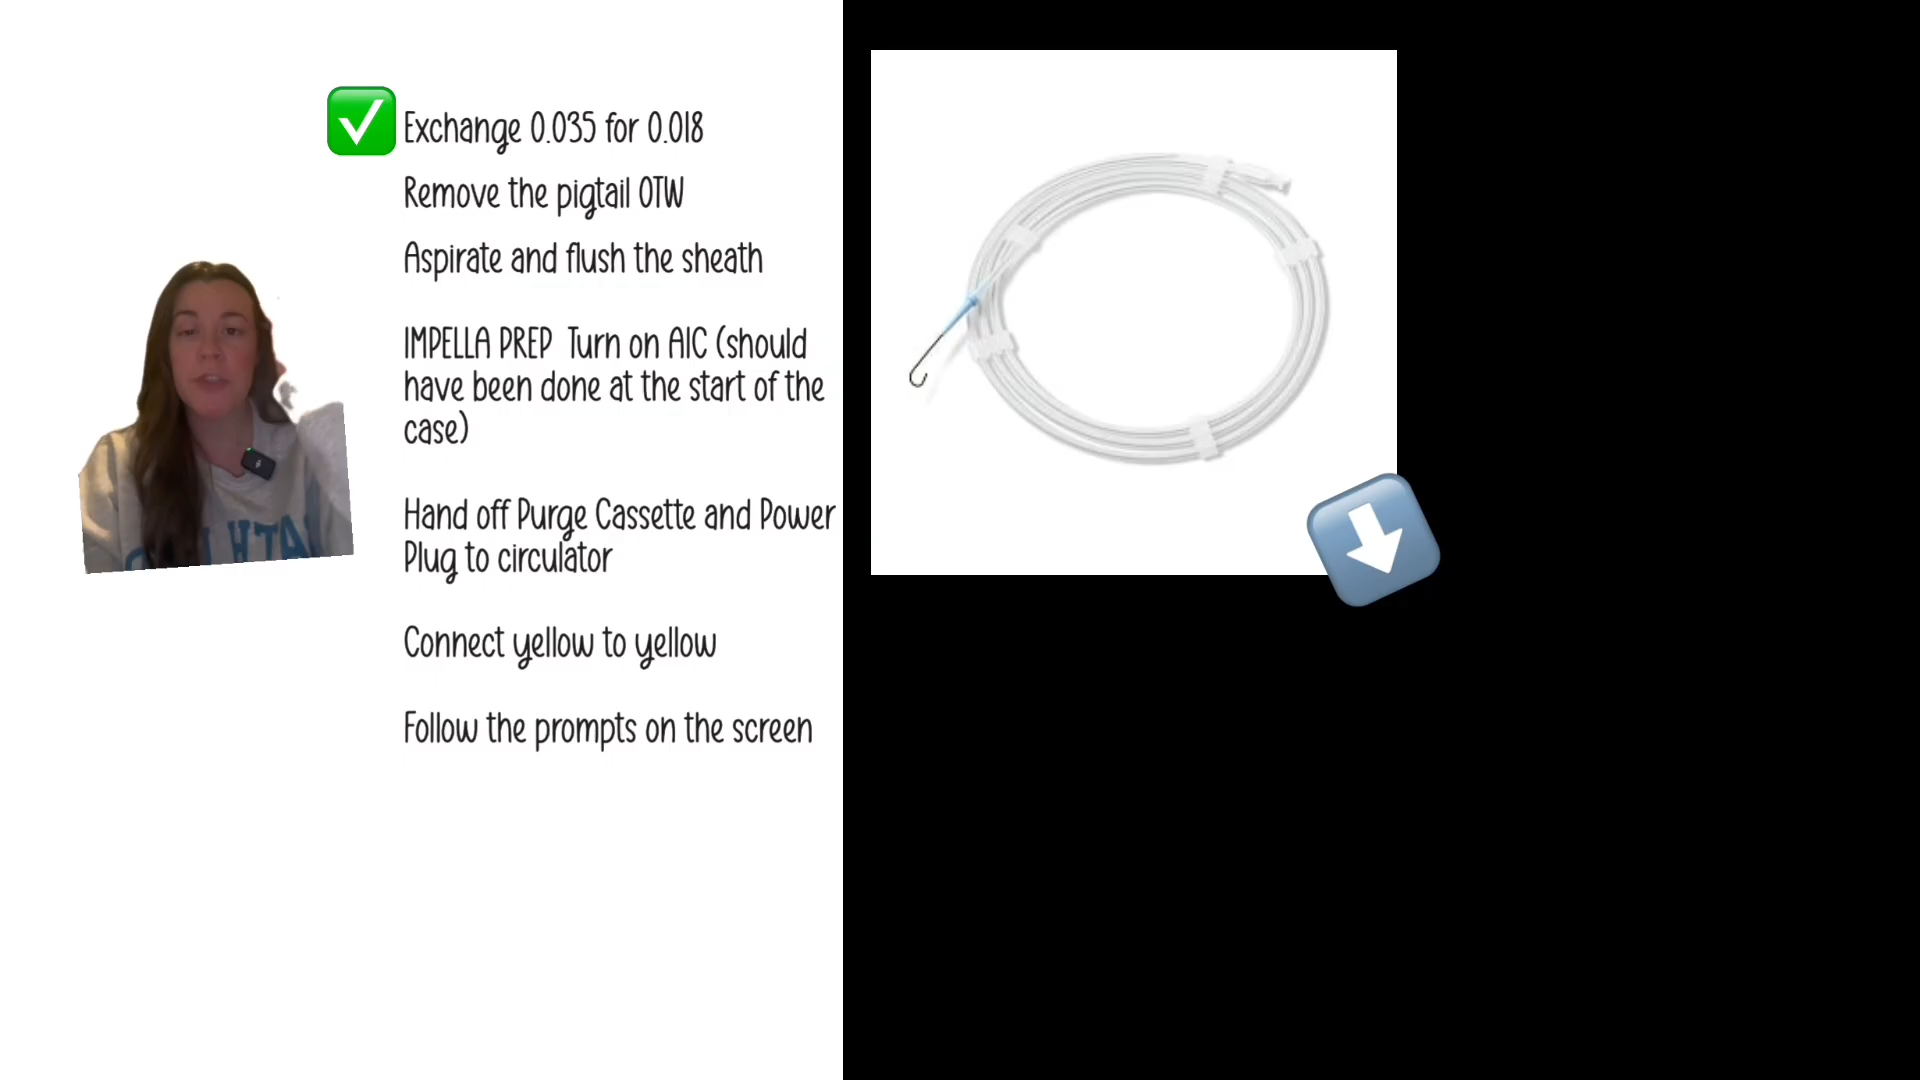 Exchange 0.035 for 0.018
Remove the pigtail OTW
Aspirate and flush the sheath
IMPELLA PREP Turn on AIC (should
have been done at the start of the
case)
Hand off Purge Cassette and Power
Plug to circulator
Connect yellow to yellow
Follow the prompts on the screen